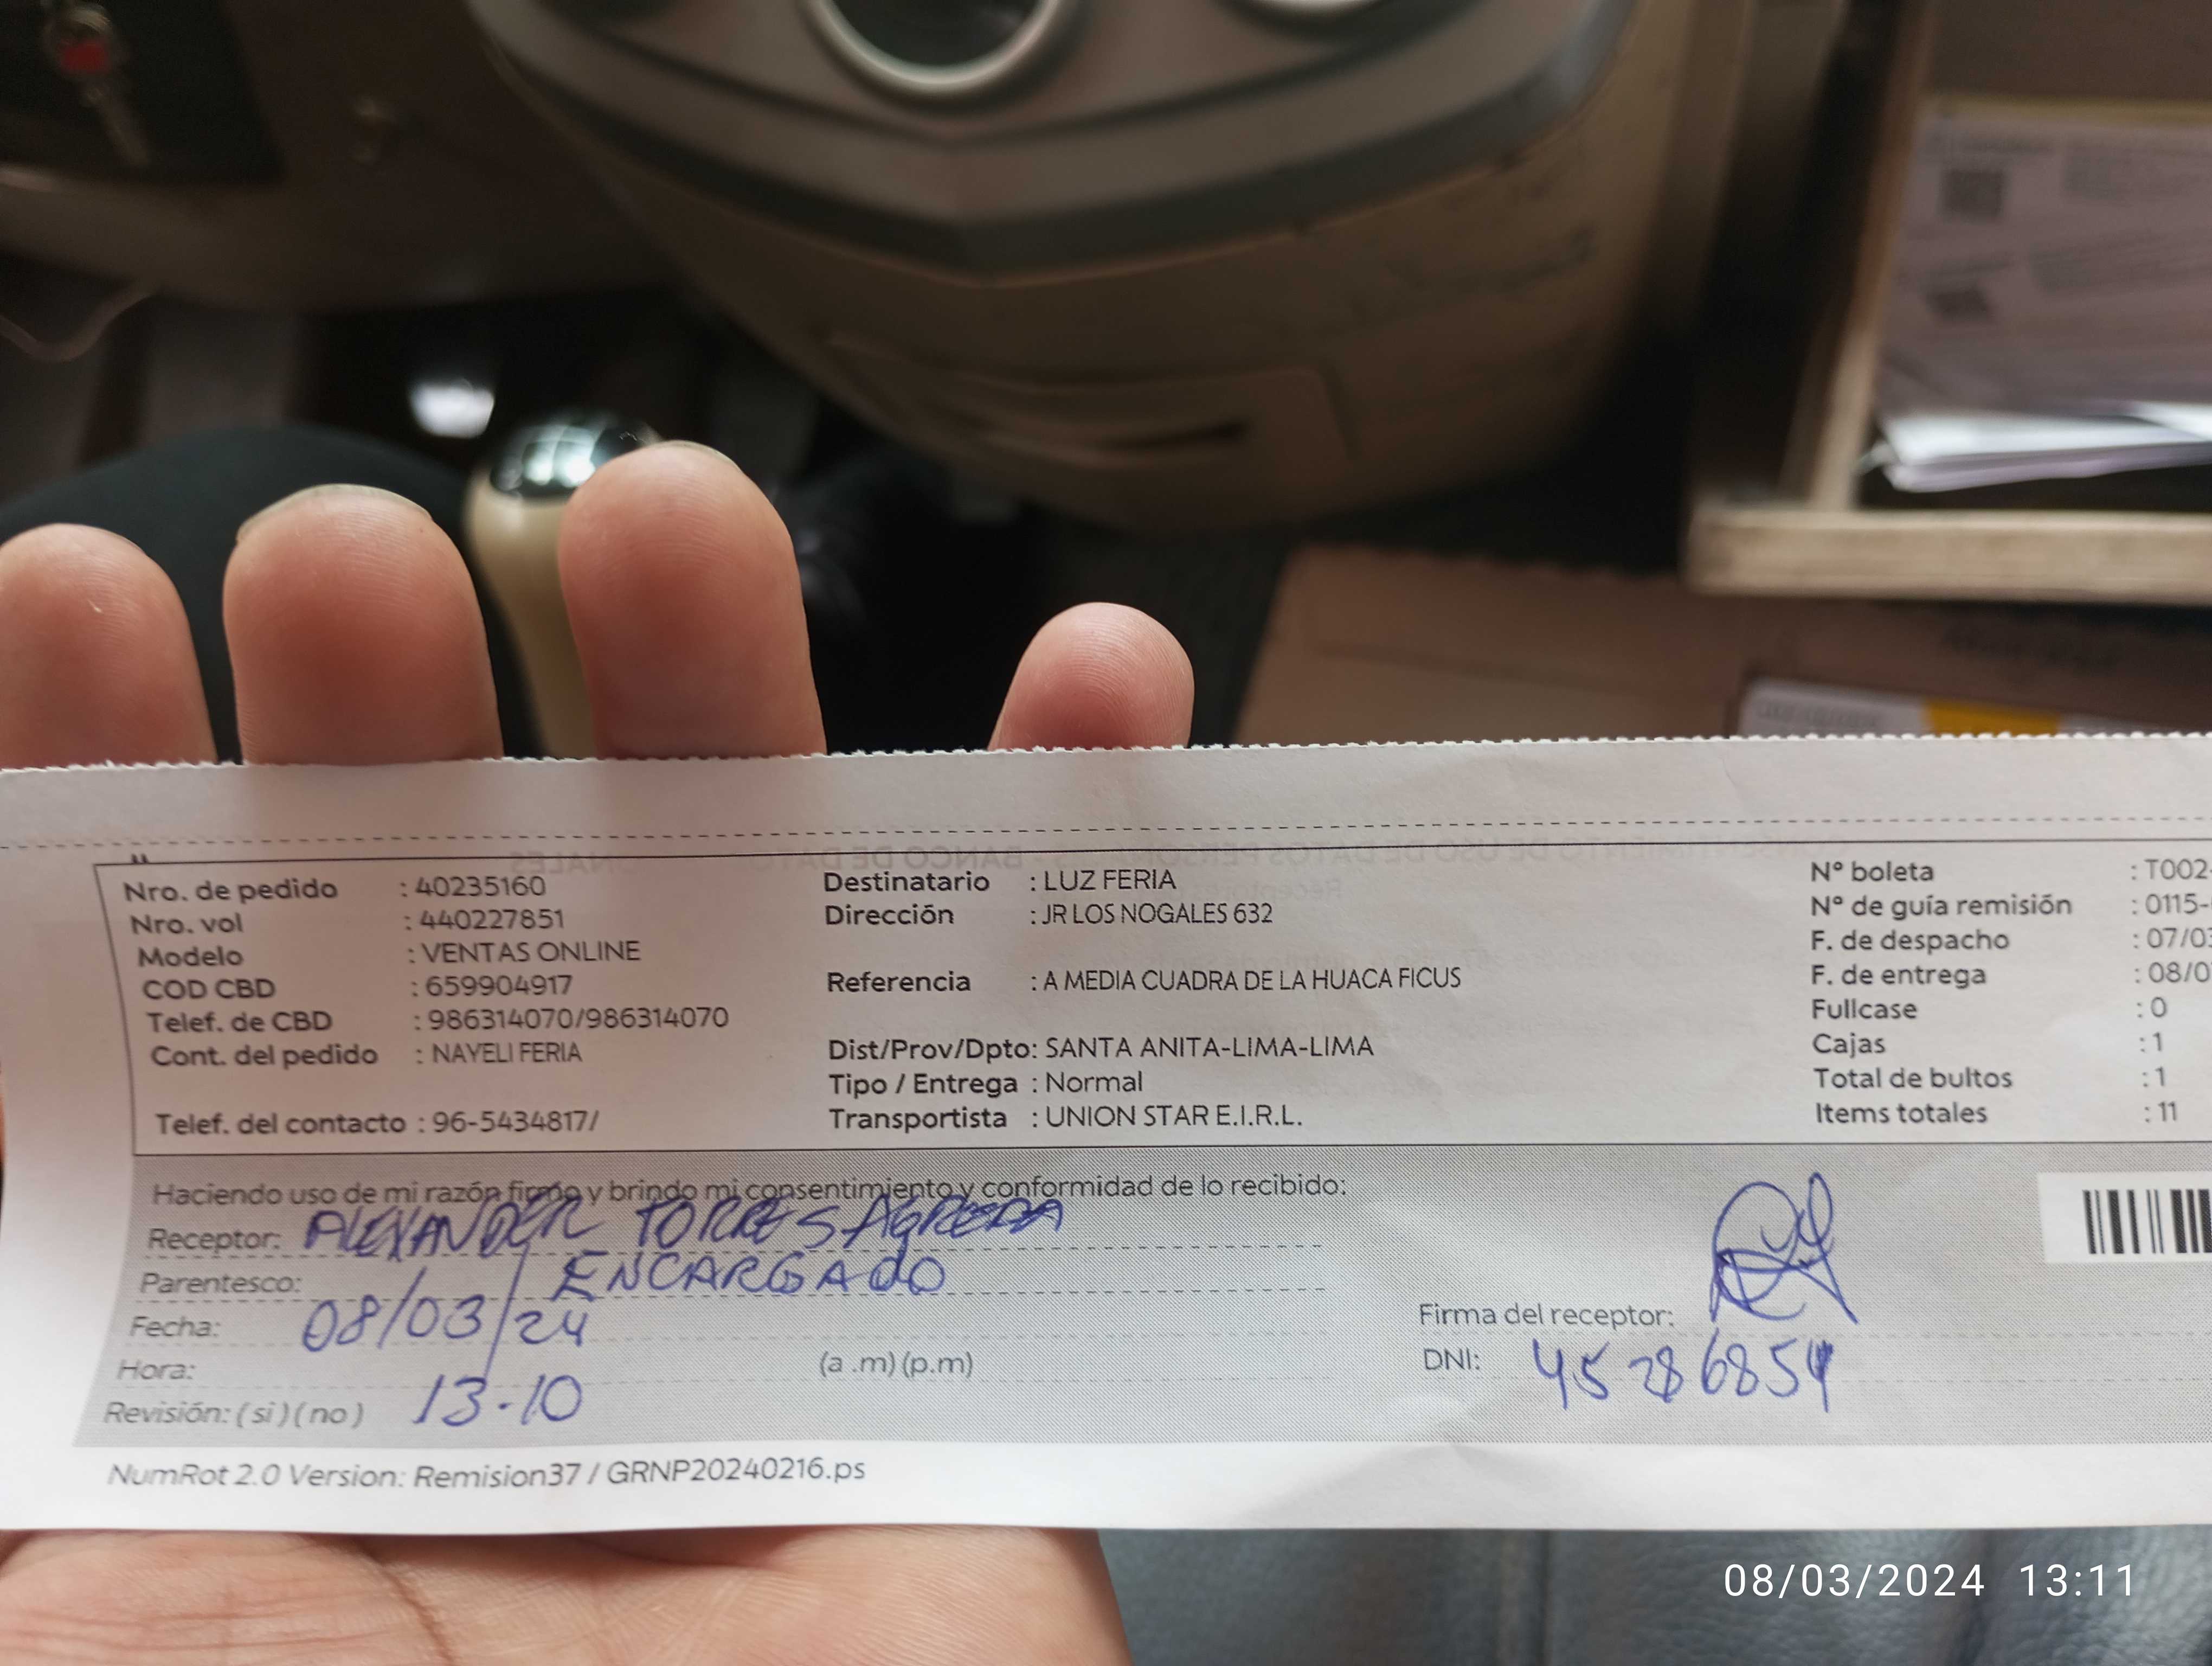 Nro. de pedido : 40235160
Nro. vol : 440227851
Modelo : VENTAS ONLINE
COD CBD : 659904917
Telef. de CBD : 986314070/986314070
Cont. del pedido : NAYELI FERIA
Telef. del contacto : 96-5434817/
Destinatario : LUZ FERIA
Dirección : JR LOS NOGALES 632
Referencia : A MEDIA CUADRA DE LA HUACA FICUS
Dist/Prov/Dpto: SANTA ANITA-LIMA-LIMA
Tipo / Entrega : Normal
Transportista : UNION STAR E.I.R.L.
N° boleta : T002-
N° de guía remisión : 0115-
F. de despacho : 07/03
F. de entrega : 08/0
Fullcase : 0
Cajas : 1
Total de bultos : 1
Items totales : 11
Haciendo uso de mi razón firmo y brindo mi consentimiento y conformidad de lo recibido:
Receptor: ALEXANDER TORRES AGREDA
Parentesco: ENCARGADO
Fecha: 08/03/24
Hora: 13-10 (a .m) (p.m)
Revisión: ( si ) ( no )
Firma del receptor:
DNI: 45286854
NumRot 2.0 Version: Remision37 / GRNP20240216.ps
08/03/2024 13:11